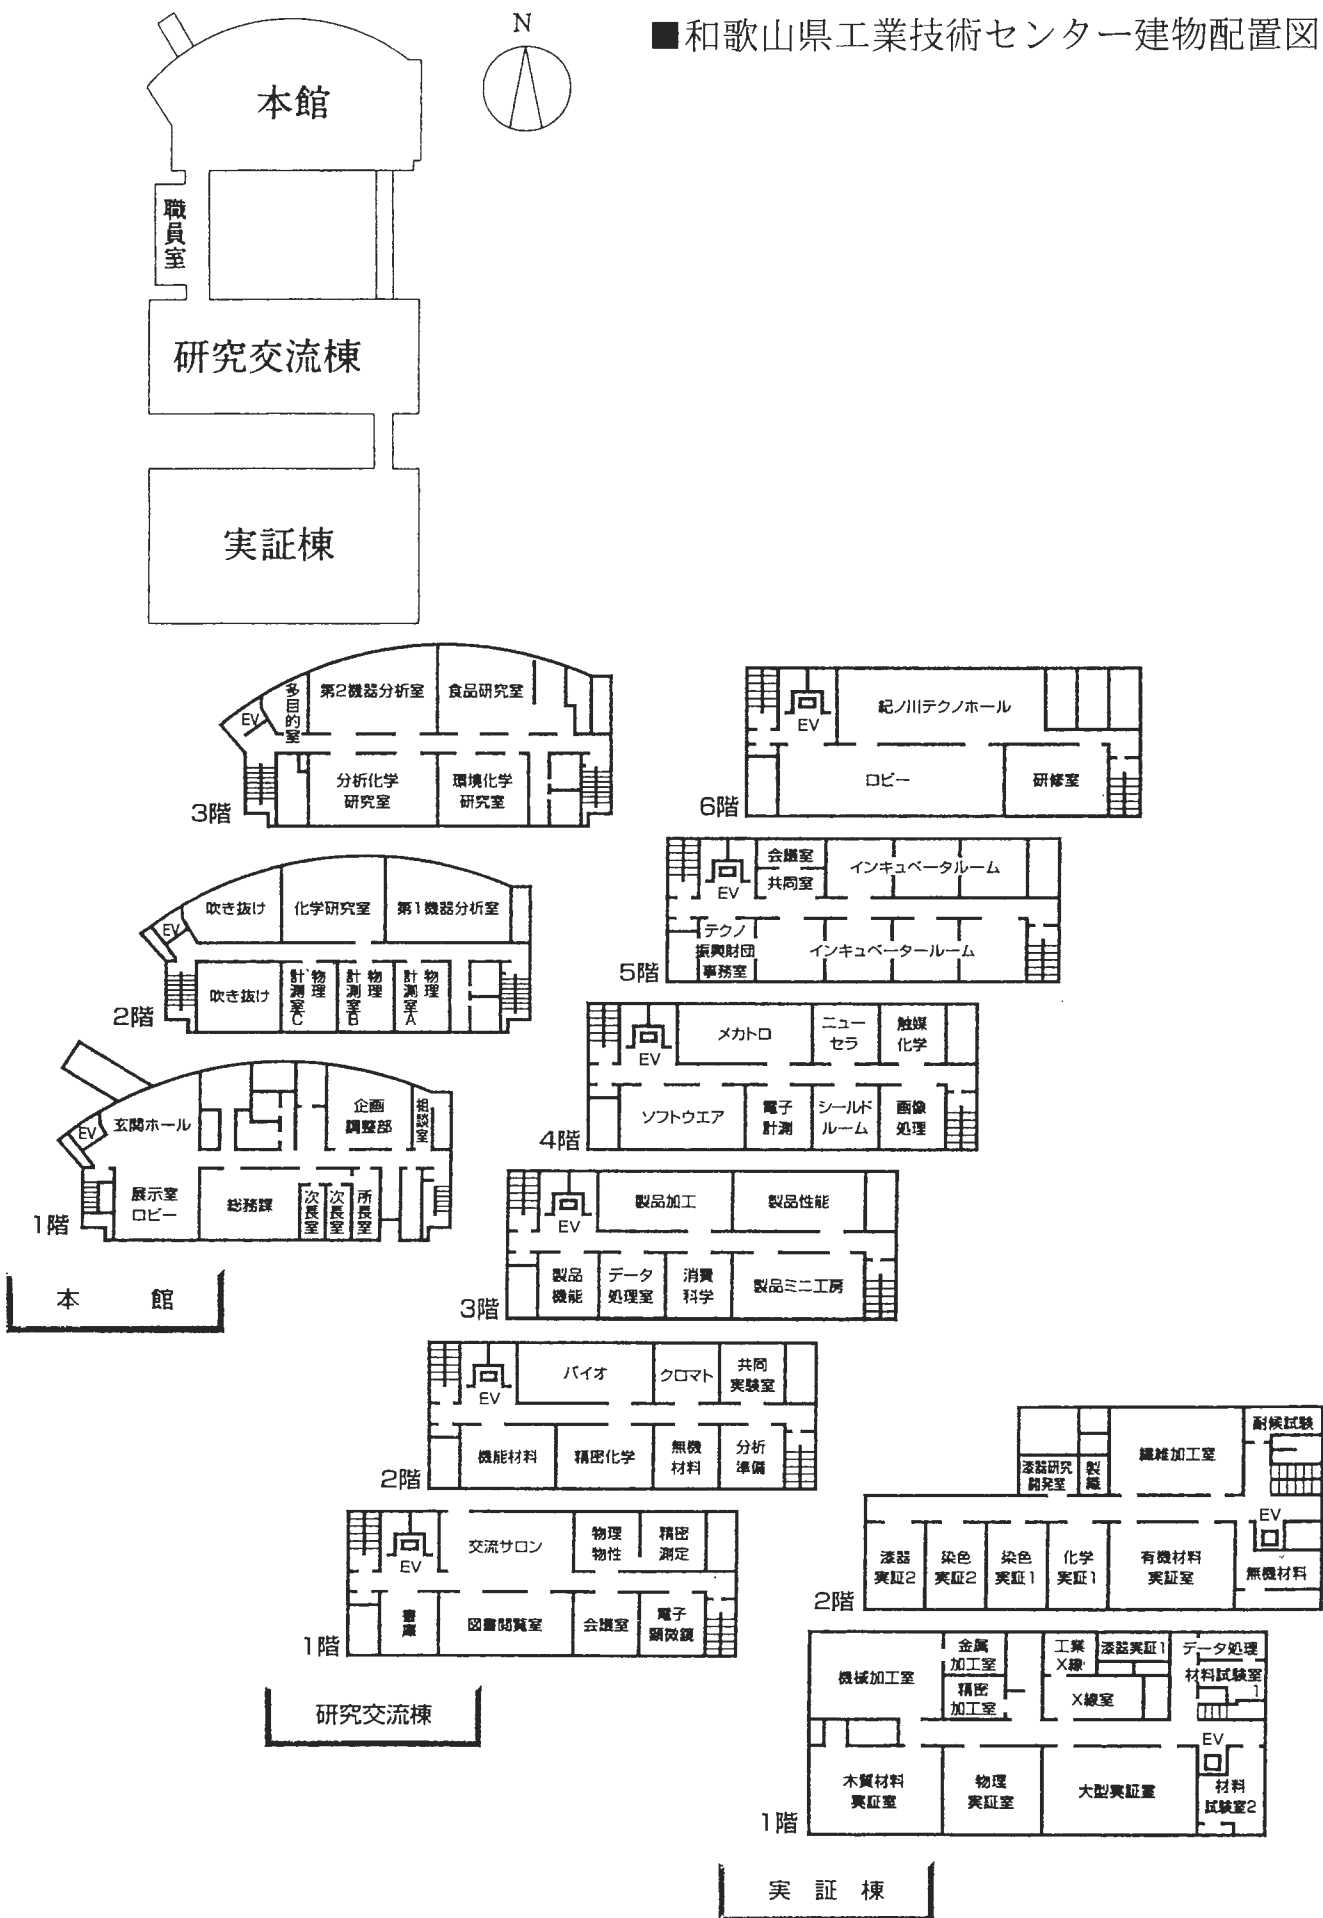 ■和歌山県工業技術センター建物配置図
N
本館
職員室
研究交流棟
実証棟
3階
EV
多目的室
第2機器分析室
食品研究室
分析化学
研究室
環境化学
研究室
2階
EV
吹き抜け
化学研究室
第1機器分析室
吹き抜け
物理
計測室C
物理
計測室B
物理
計測室A
1階
EV
玄関ホール
企画
調整部
相談室
展示室
ロビー
総務課
次長室
次長室
所長室
本館
6階
EV
紀ノ川テクノホール
ロビー
研修室
5階
EV
会議室
共同室
インキュベータルーム
テクノ
振興財団
事務室
インキュベータールーム
4階
EV
メカトロ
ニュー
セラ
触媒
化学
ソフトウエア
電子
計測
シールド
ルーム
画像
処理
3階
EV
製品加工
製品性能
製品
機能
データ
処理室
消費
科学
製品ミニ工房
2階
EV
バイオ
クロマト
共同
実験室
機能材料
精密化学
無機
材料
分析
準備
1階
EV
交流サロン
物理
物性
精密
測定
書庫
図書閲覧室
会議室
電子
顕微鏡
研究交流棟
2階
漆器研究
開発室
製織
繊維加工室
耐候試験
EV
漆器
実証2
染色
実証2
染色
実証1
化学
実証1
有機材料
実証室
無機材料
1階
機械加工室
金属
加工室
精密
加工室
工業
X線
漆器実証1
X線室
データ処理
材料試験室
1
EV
木質材料
実証室
物理
実証室
大型実証室
材料
試験室2
実証棟